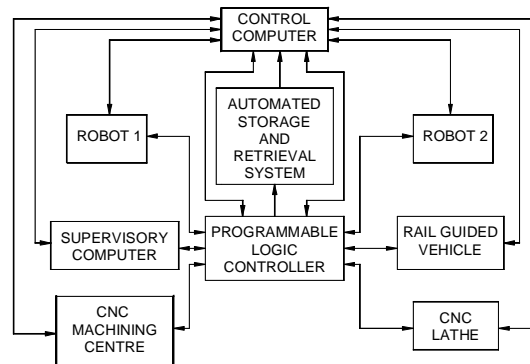 CONTROL
COMPUTER
AUTOMATED
STORAGE
AND
RETRIEVAL
SYSTEM
ROBOT 1
ROBOT 2
SUPERVISORY
COMPUTER
PROGRAMMABLE
LOGIC
CONTROLLER
RAIL GUIDED
VEHICLE
CNC
MACHINING
CENTRE
CNC
LATHE